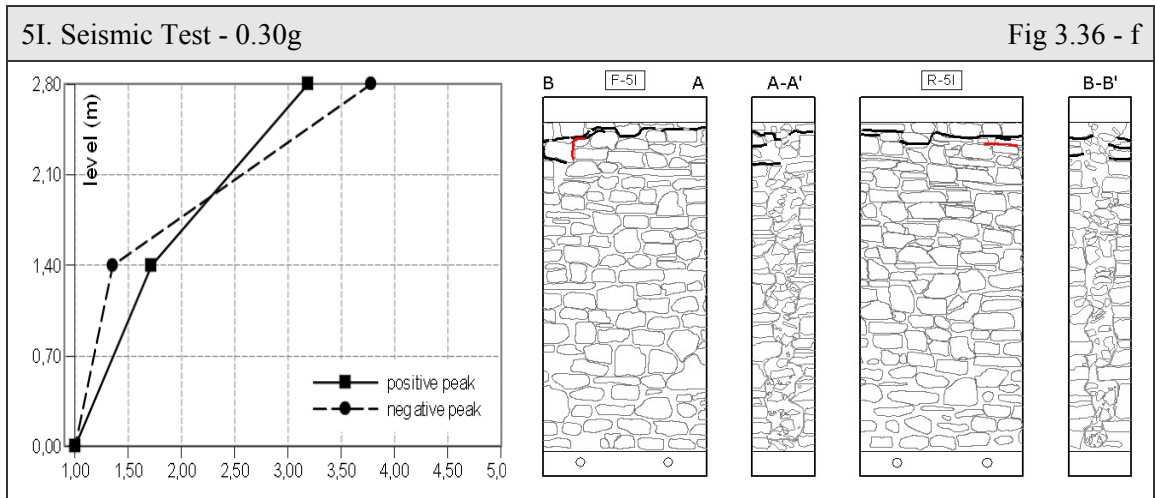 5I. Seismic Test - 0.30g Fig 3.36 - f
B F-5I A A-A' R-5I B-B'
2,80
level (m)
2,10
1,40
0,70
positive peak
negative peak
0,00
1,00 1,50 2,00 2,50 3,00 3,50 4,00 4,50 5,0